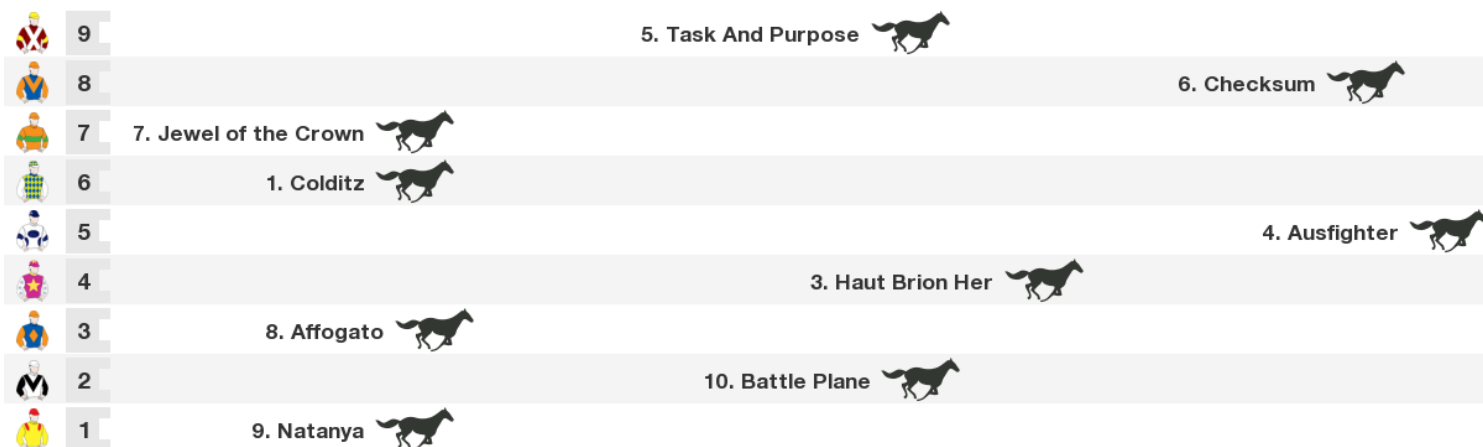 9 5. Task And Purpose
8 6. Checksum
7 7. Jewel of the Crown
6 1. Colditz
5 4. Ausfighter
4 3. Haut Brion Her
3 8. Affogato
2 10. Battle Plane
1 9. Natanya